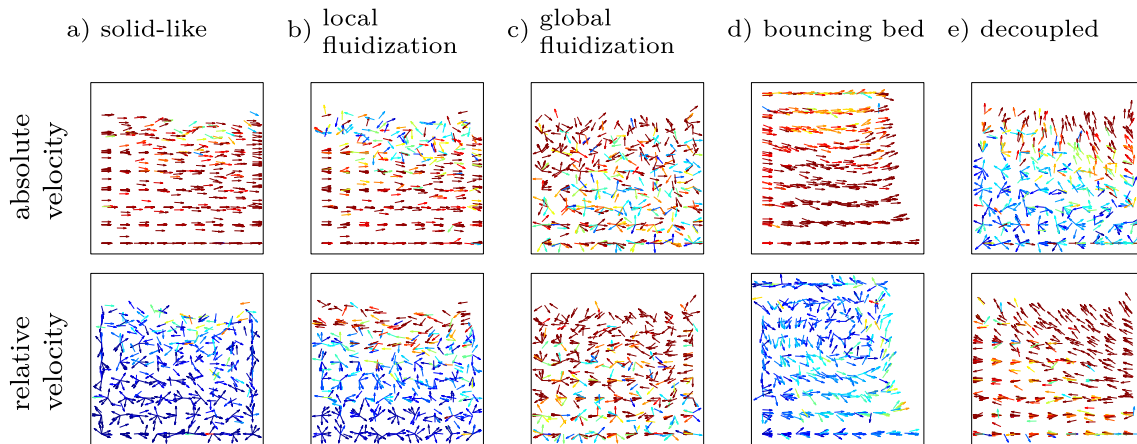 a) solid-like
b) local
fluidization
c) global
fluidization
d) bouncing bed
e) decoupled
absolute
velocity
relative
velocity